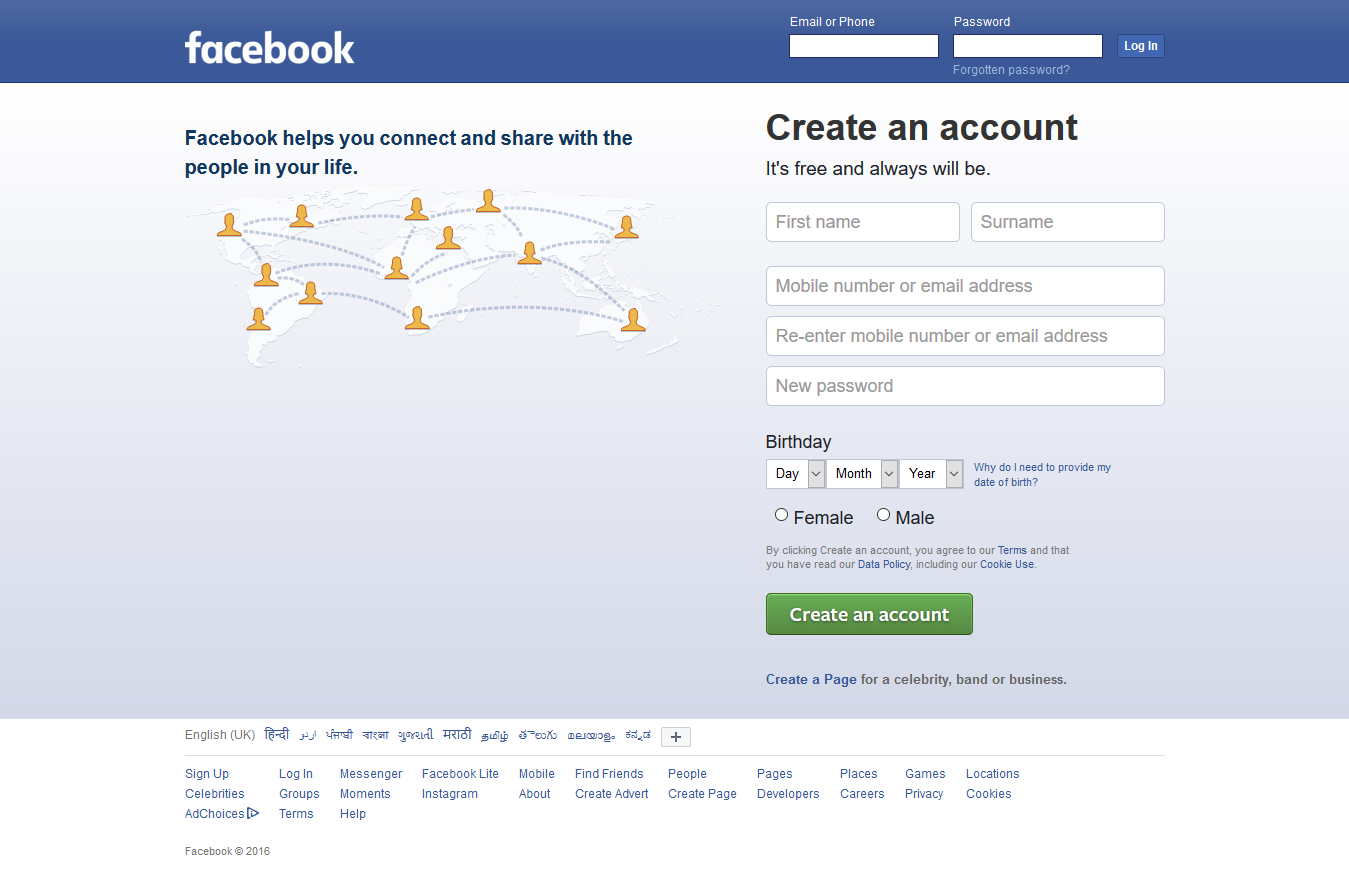 facebook
Email or Phone
Password
Log In
Forgotten password?
Facebook helps you connect and share with the
people in your life.
Create an account
It's free and always will be.
First name
Surname
Mobile number or email address
Re-enter mobile number or email address
New password
Birthday
Day
Month
Year
Why do I need to provide my
date of birth?
Female
Male
By clicking Create an account, you agree to our Terms and that
you have read our Data Policy, including our Cookie Use.
Create an account
Create a Page for a celebrity, band or business.
English (UK) हिन्दी اردو ਪੰਜਾਬੀ বাংলা ગુજરાતી मराठी தமிழ் తెలుగు മലയാളം ಕನ್ನಡ +
Sign Up Log In Messenger Facebook Lite Mobile Find Friends People Pages Places Games Locations
Celebrities Groups Moments Instagram About Create Advert Create Page Developers Careers Privacy Cookies
AdChoices Terms Help
Facebook © 2016